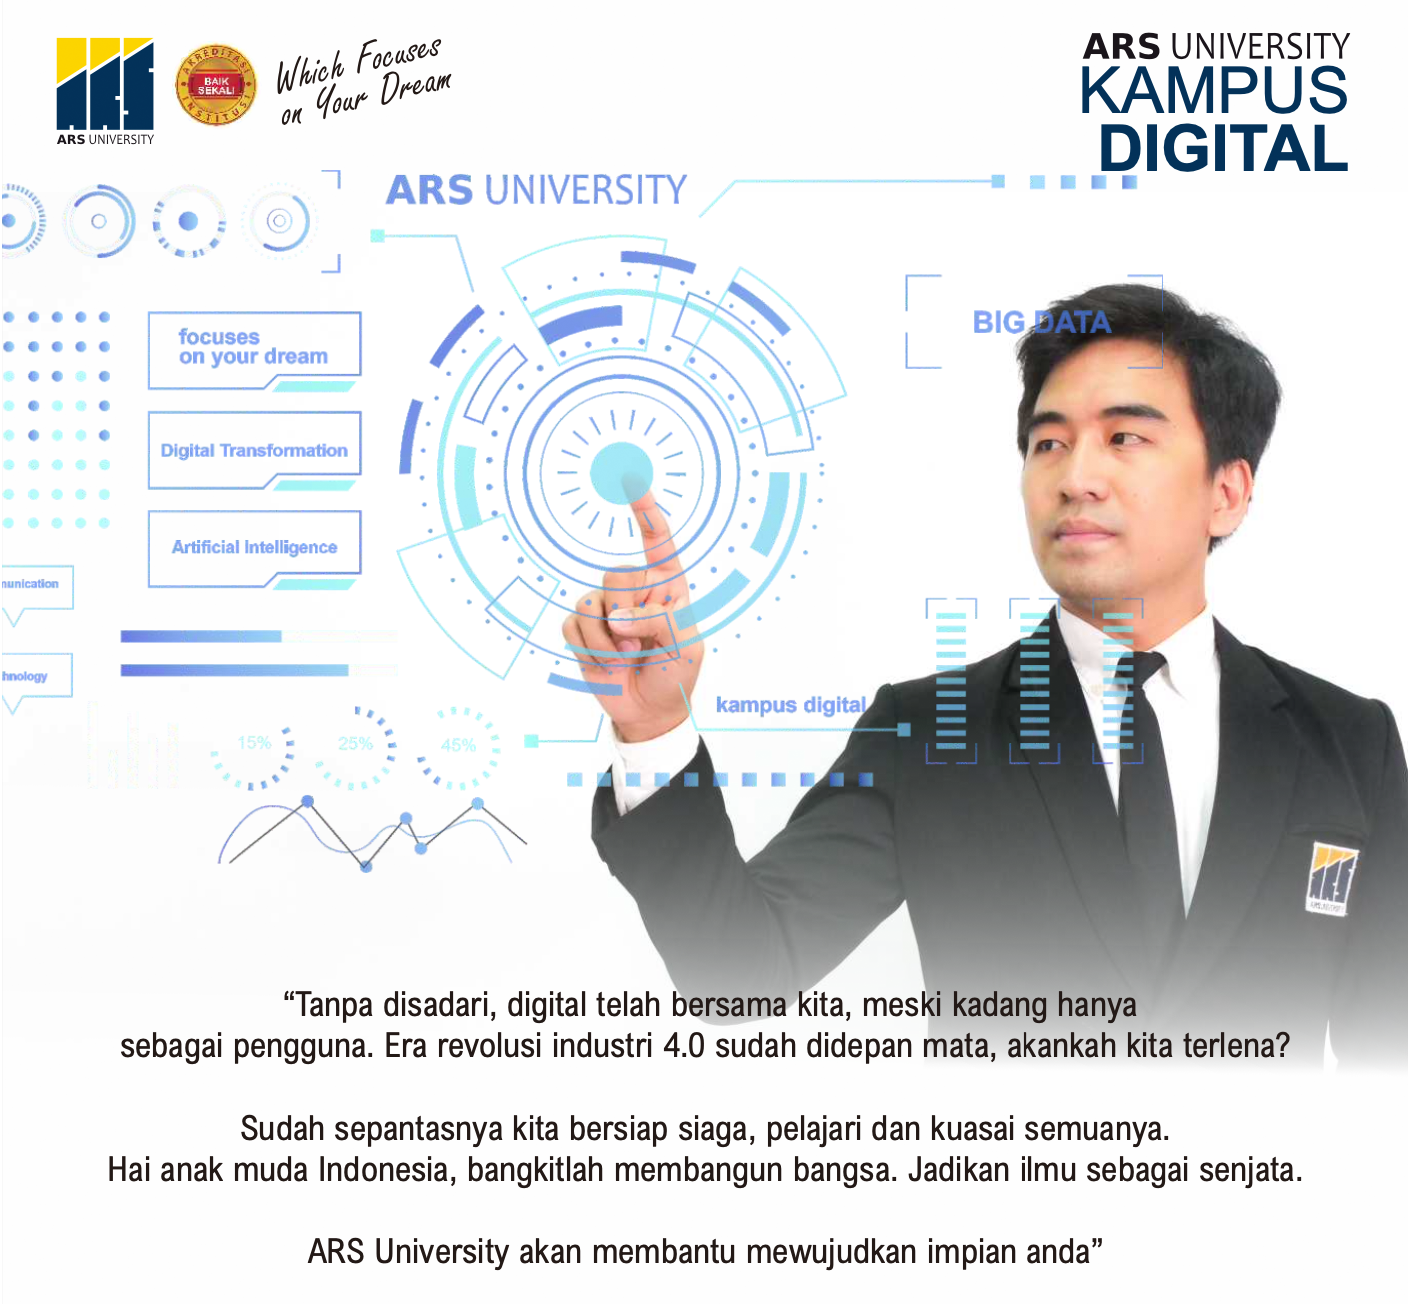 ARS UNIVERSITY
AKREDITASI
BAIK
SEKALI
INSTITUSI
Which Focuses
on Your Dream
ARS UNIVERSITY
KAMPUS
DIGITAL
ARS UNIVERSITY
BIG DATA
focuses
on your dream
Digital Transformation
Artificial Intelligence
munication
hnology
kampus digital
15%
25%
45%
“Tanpa disadari, digital telah bersama kita, meski kadang hanya
sebagai pengguna. Era revolusi industri 4.0 sudah didepan mata, akankah kita terlena?
Sudah sepantasnya kita bersiap siaga, pelajari dan kuasai semuanya.
Hai anak muda Indonesia, bangkitlah membangun bangsa. Jadikan ilmu sebagai senjata.
ARS University akan membantu mewujudkan impian anda”